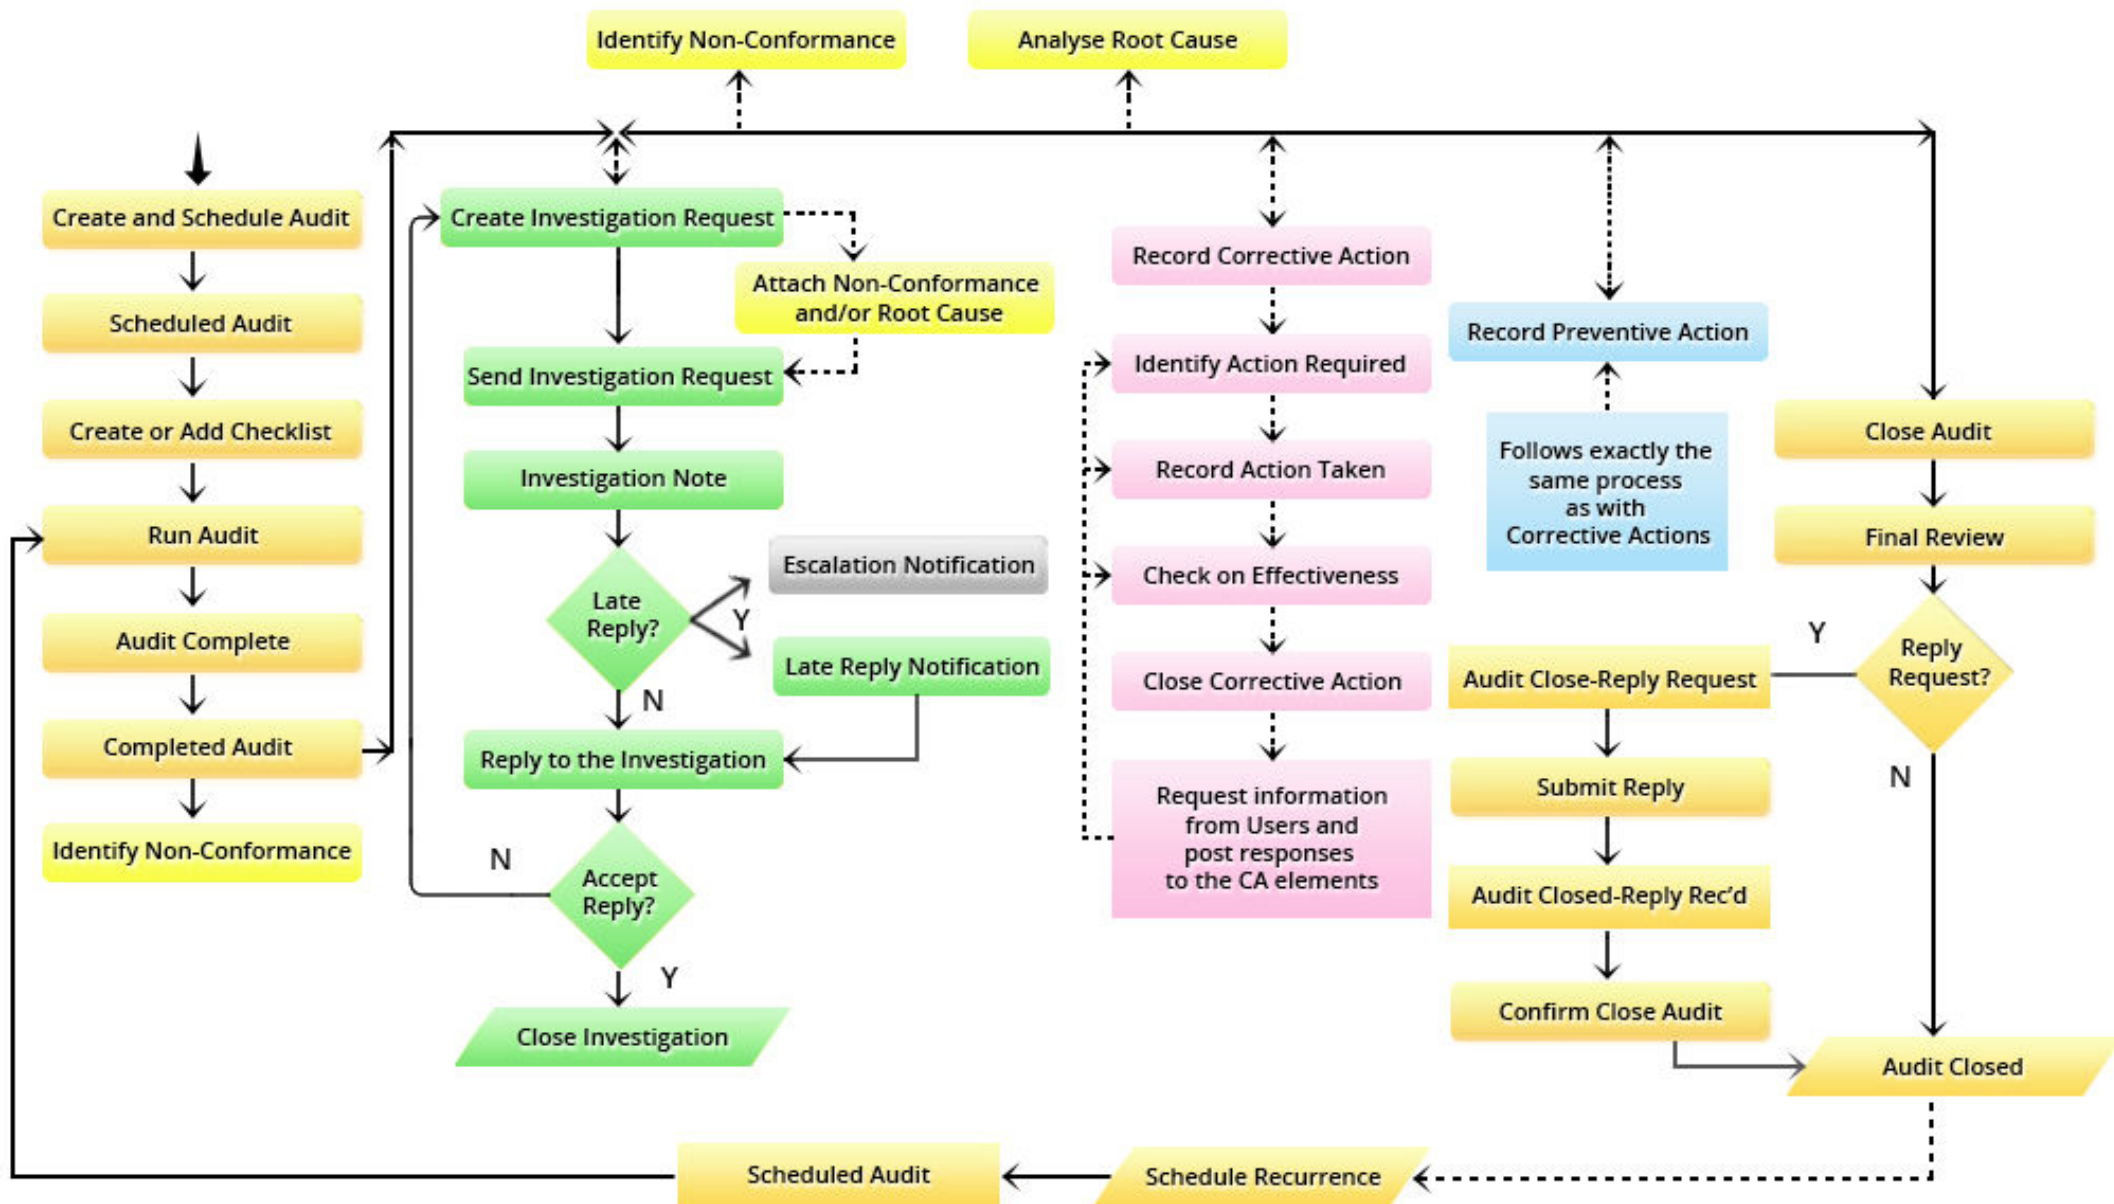 Identify Non-Conformance
Analyse Root Cause
Create and Schedule Audit
Scheduled Audit
Create or Add Checklist
Run Audit
Audit Complete
Completed Audit
Identify Non-Conformance
Create Investigation Request
Attach Non-Conformance
and/or Root Cause
Send Investigation Request
Investigation Note
Late
Reply?
Y
Escalation Notification
Late Reply Notification
N
Reply to the Investigation
Accept
Reply?
N
Y
Close Investigation
Record Corrective Action
Identify Action Required
Record Action Taken
Check on Effectiveness
Close Corrective Action
Request information
from Users and
post responses
to the CA elements
Record Preventive Action
Follows exactly the
same process
as with
Corrective Actions
Close Audit
Final Review
Reply
Request?
Y
N
Audit Close-Reply Request
Submit Reply
Audit Closed-Reply Rec’d
Confirm Close Audit
Audit Closed
Schedule Recurrence
Scheduled Audit